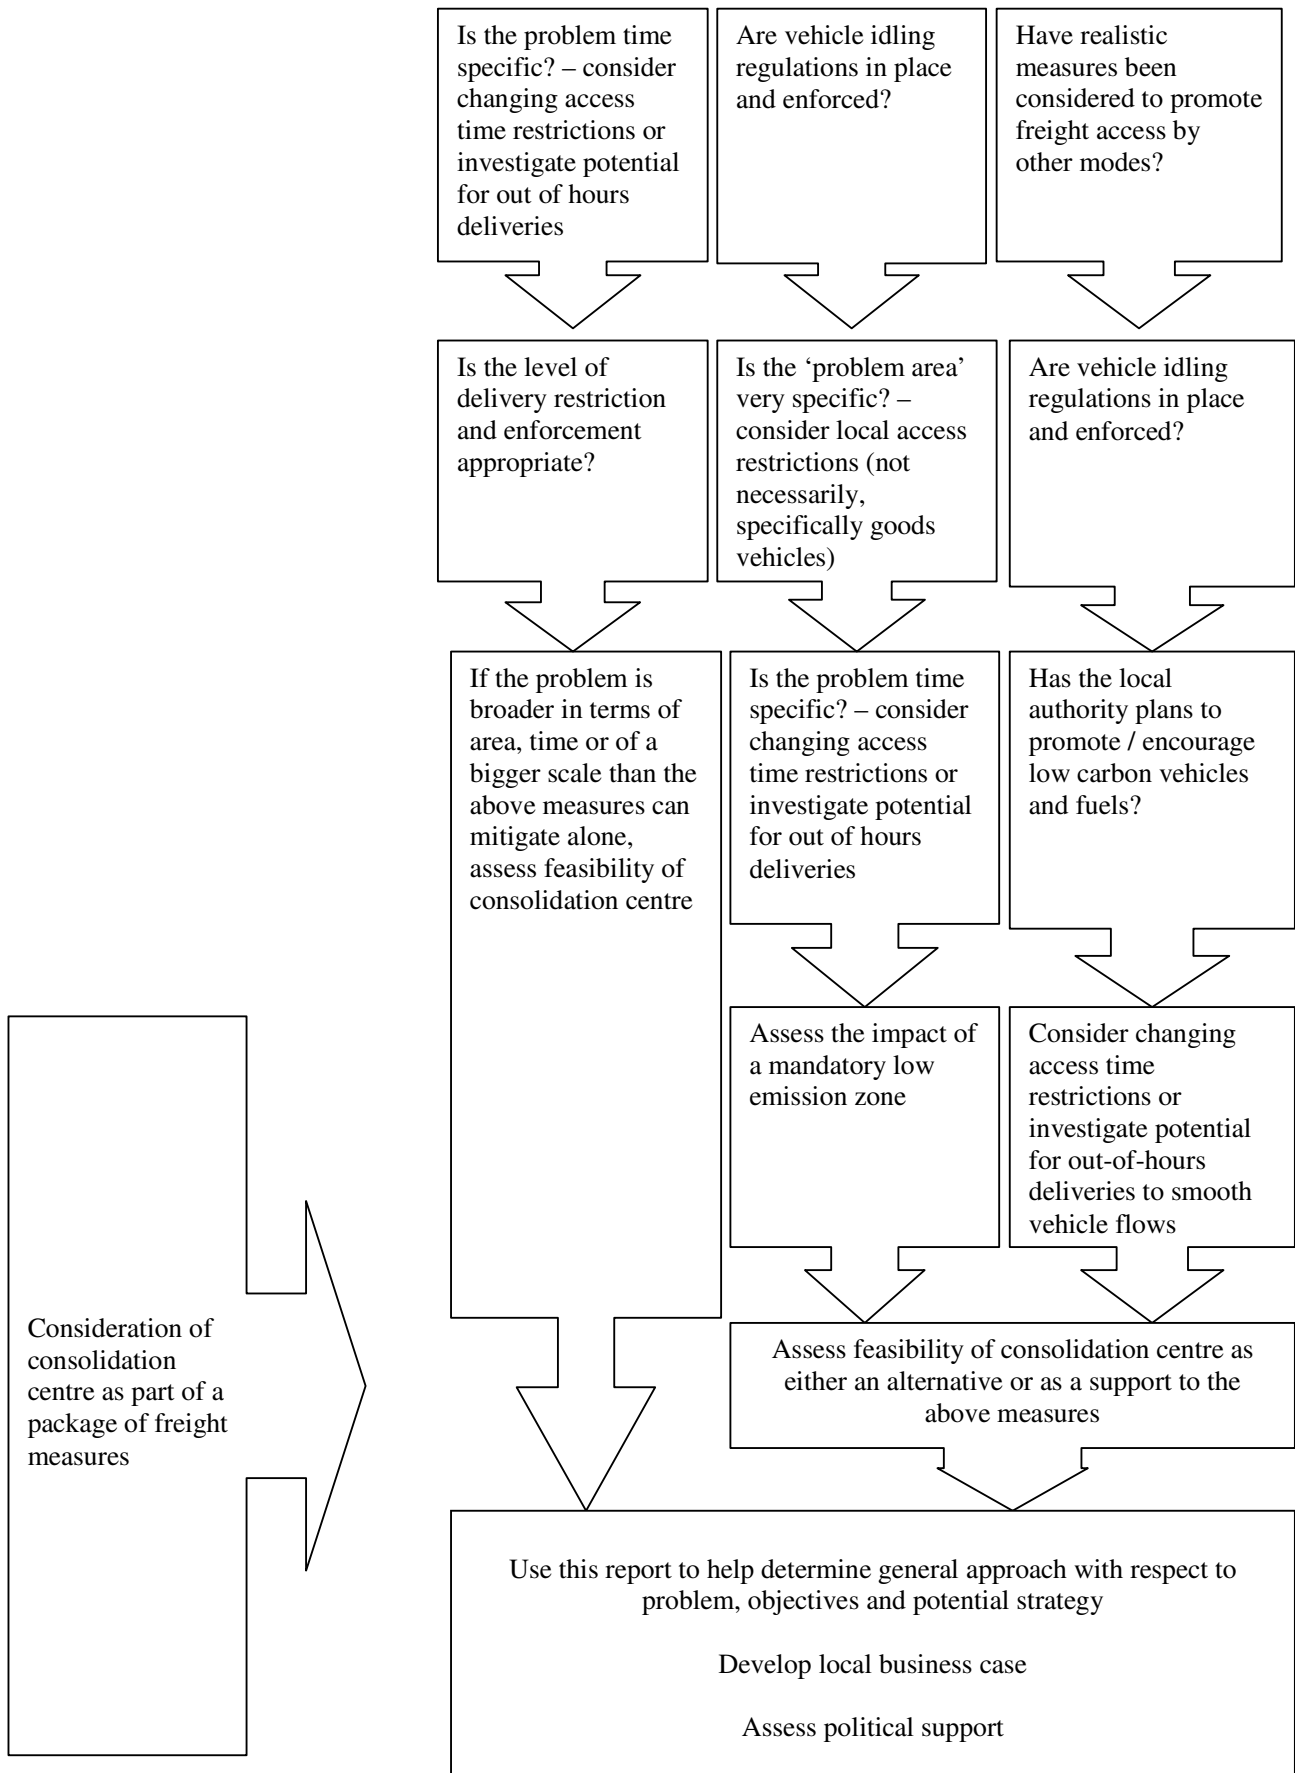 Is the problem time
specific? – consider
changing access
time restrictions or
investigate potential
for out of hours
deliveries
Are vehicle idling
regulations in place
and enforced?
Have realistic
measures been
considered to promote
freight access by
other modes?
Is the level of
delivery restriction
and enforcement
appropriate?
Is the ‘problem area’
very specific? –
consider local access
restrictions (not
necessarily,
specifically goods
vehicles)
Are vehicle idling
regulations in place
and enforced?
If the problem is
broader in terms of
area, time or of a
bigger scale than the
above measures can
mitigate alone,
assess feasibility of
consolidation centre
Is the problem time
specific? – consider
changing access
time restrictions or
investigate potential
for out of hours
deliveries
Has the local
authority plans to
promote / encourage
low carbon vehicles
and fuels?
Assess the impact of
a mandatory low
emission zone
Consider changing
access time
restrictions or
investigate potential
for out-of-hours
deliveries to smooth
vehicle flows
Consideration of
consolidation
centre as part of a
package of freight
measures
Assess feasibility of consolidation centre as
either an alternative or as a support to the
above measures
Use this report to help determine general approach with respect to
problem, objectives and potential strategy
Develop local business case
Assess political support